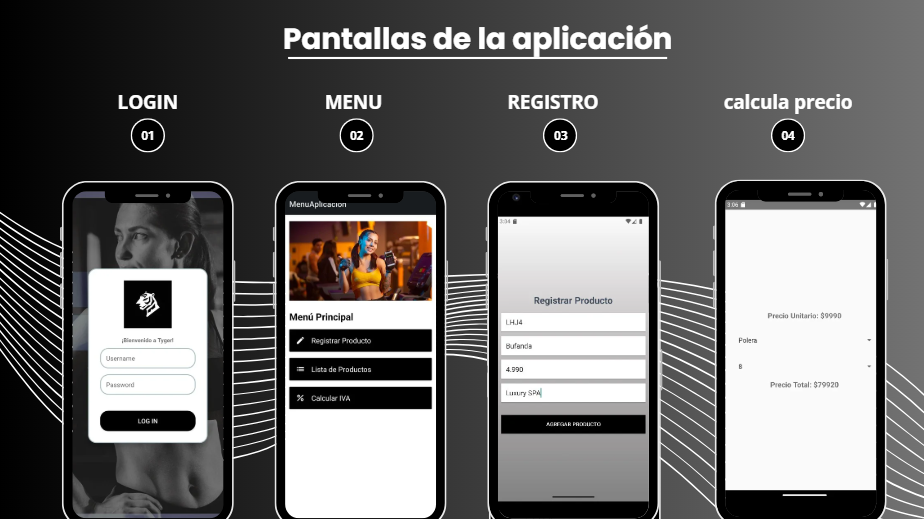 Pantallas de la aplicación
LOGIN
01
¡Bienvenido a Tyger!
Username
Password
LOG IN
MENU
02
MenuAplicacion
Menú Principal
Registrar Producto
Lista de Productos
Calcular IVA
REGISTRO
03
3:04
Registrar Producto
LHJ4
Bufanda
4.990
Luxury SPA
AGREGAR PRODUCTO
calcula precio
04
3:06
Precio Unitario: $9990
Polera
8
Precio Total: $79920